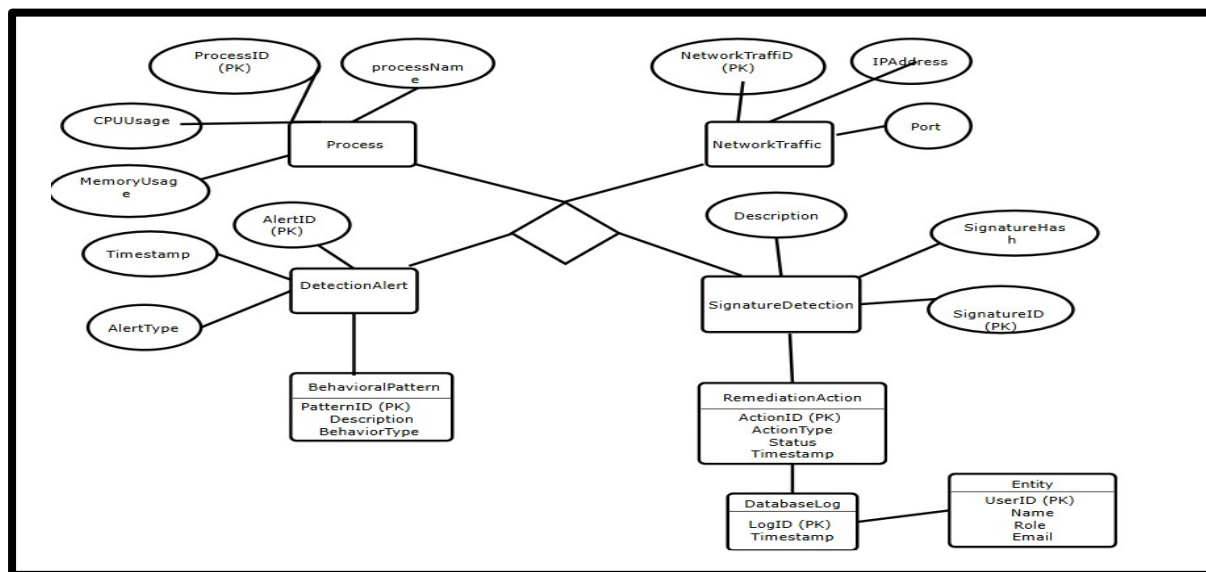 ProcessID
(PK)
processNam
e
CPUUsage
Process
MemoryUsag
e
NetworkTraffiD
(PK)
IPAddress
Port
NetworkTraffic
AlertID
(PK)
Timestamp
DetectionAlert
AlertType
Description
SignatureHas
h
SignatureDetection
SignatureID
(PK)
BehavioralPattern
PatternID (PK)
Description
BehaviorType
RemediationAction
ActionID (PK)
ActionType
Status
Timestamp
DatabaseLog
LogID (PK)
Timestamp
Entity
UserID (PK)
Name
Role
Email